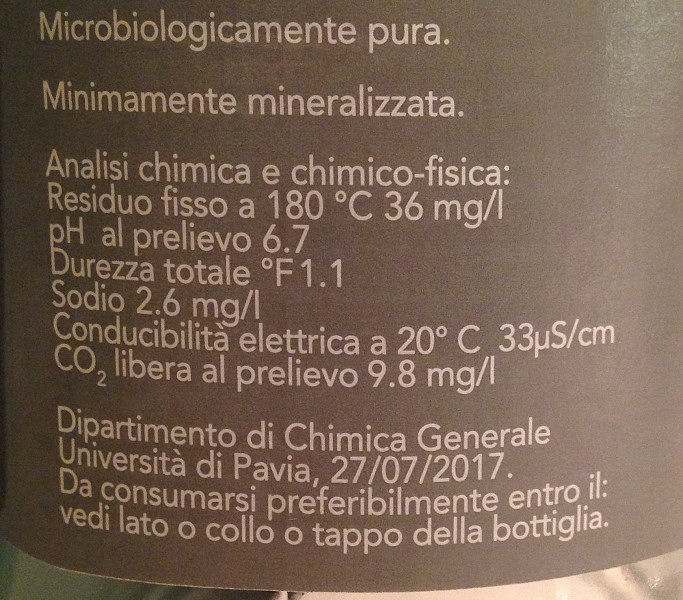 Microbiologicamente pura.
Minimamente mineralizzata.
Analisi chimica e chimico-fisica:
Residuo fisso a 180 °C 36 mg/l
pH al prelievo 6.7
Durezza totale °F1.1
Sodio 2.6 mg/l
Conducibilità elettrica a 20° C 33µS/cm
CO₂ libera al prelievo 9.8 mg/l
Dipartimento di Chimica Generale
Università di Pavia, 27/07/2017.
Da consumarsi preferibilmente entro il:
vedi lato o collo o tappo della bottiglia.